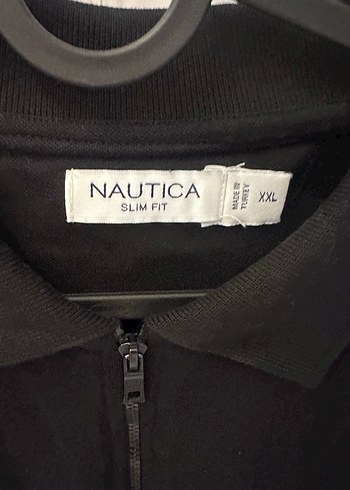 NAUTICA
SLIM FIT
MADE IN
TURKEY
XXL